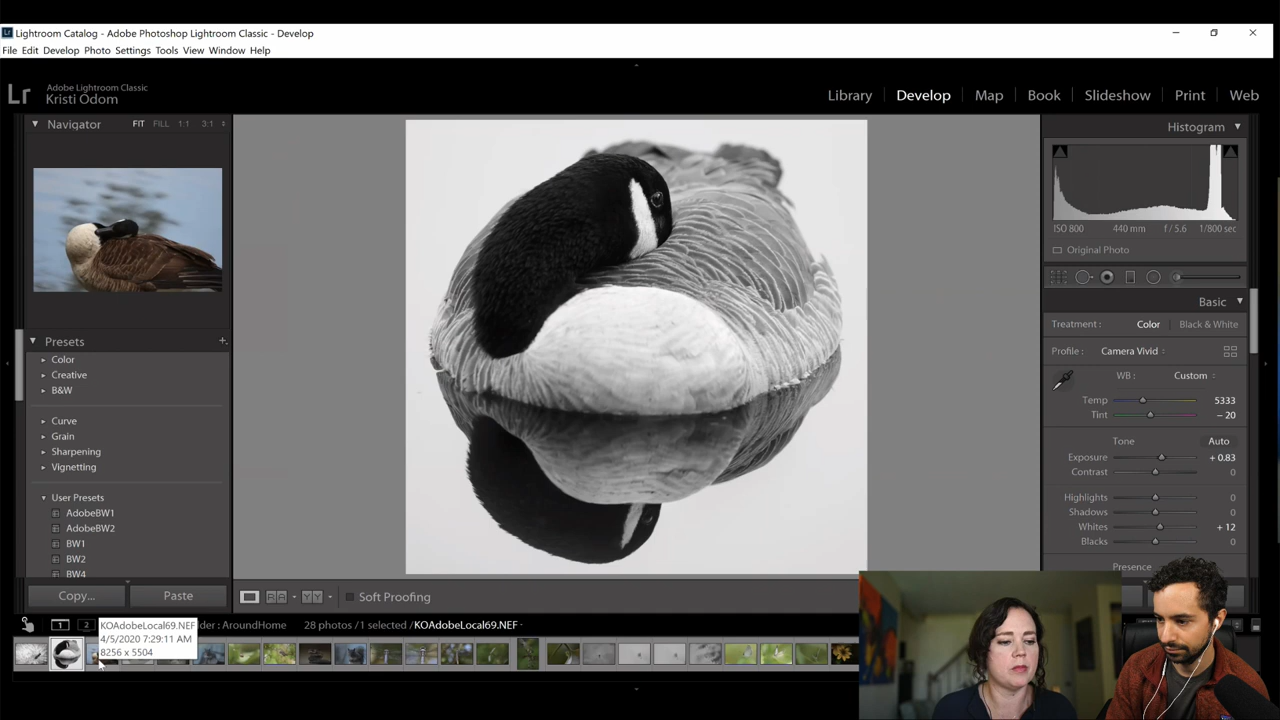 Lr Lightroom Catalog - Adobe Photoshop Lightroom Classic - Develop
File Edit Develop Photo Settings Tools View Window Help
Lr Adobe Lightroom Classic
Kristi Odom
Library Develop Map Book Slideshow Print Web
Navigator FIT FILL 1:1 3:1
Histogram
ISO 800 440 mm f / 5.6 1/800 sec
Original Photo
Basic
Treatment : Color Black & White
Profile : Camera Vivid
WB : Custom
Temp 5333
Tint – 20
Tone Auto
Exposure + 0.83
Contrast 0
Highlights 0
Shadows 0
Whites + 12
Blacks 0
Presence
Presets
Color
Creative
B&W
Curve
Grain
Sharpening
Vignetting
User Presets
AdobeBW1
AdobeBW2
BW1
BW2
BW4
Copy... Paste
RA YY Soft Proofing
1 2
KOAdobeLocal69.NEF
4/5/2020 7:29:11 AM
8256 x 5504
: AroundHome 28 photos / 1 selected / KOAdobeLocal69.NEF